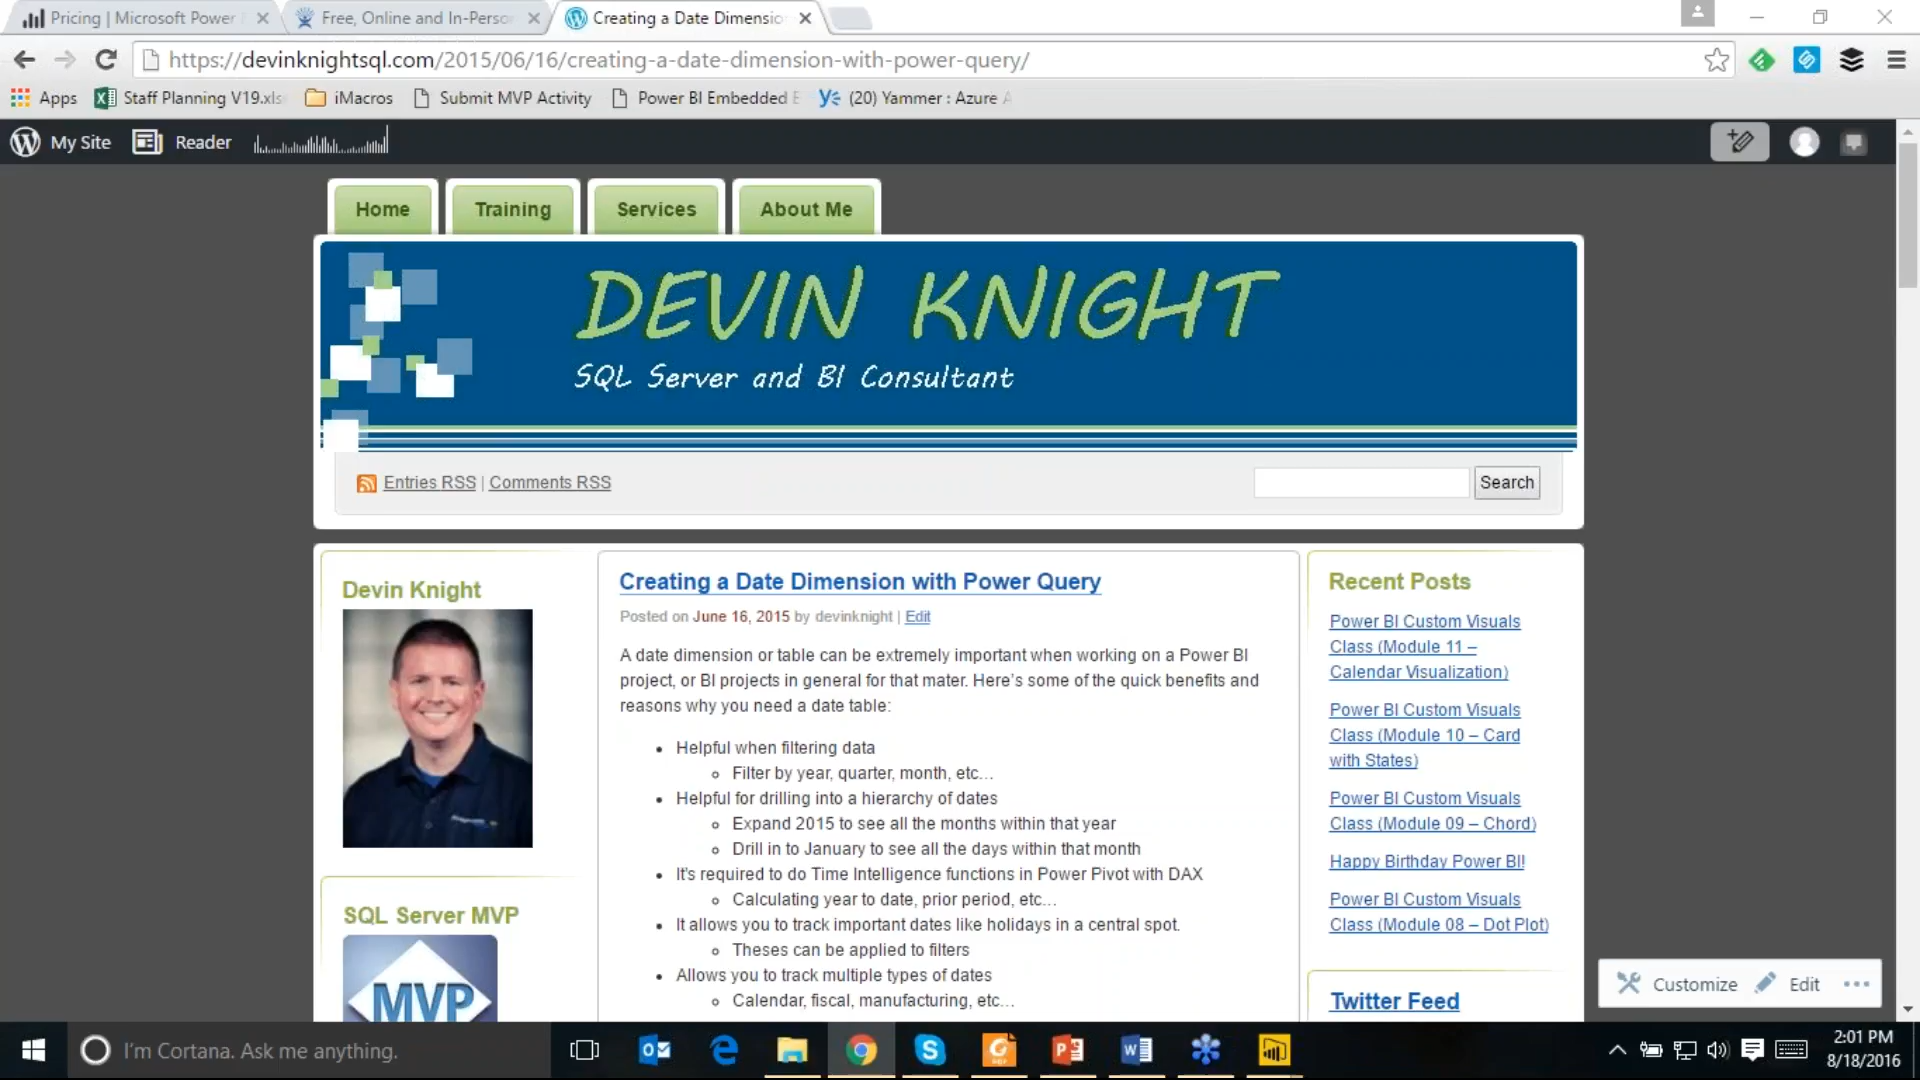 Pricing | Microsoft Power
Free, Online and In-Perso
Creating a Date Dimensio
https://devinknightsql.com/2015/06/16/creating-a-date-dimension-with-power-query/
Apps
Staff Planning V19.xls
iMacros
Submit MVP Activity
Power BI Embedded
(20) Yammer : Azure A
My Site
Reader
Home
Training
Services
About Me
DEVIN KNIGHT
SQL Server and BI Consultant
Entries RSS | Comments RSS
Search
Devin Knight
SQL Server MVP
MVP
Creating a Date Dimension with Power Query
Posted on June 16, 2015 by devinknight | Edit
A date dimension or table can be extremely important when working on a Power BI
project, or BI projects in general for that mater. Here's some of the quick benefits and
reasons why you need a date table:
• Helpful when filtering data
○ Filter by year, quarter, month, etc…
• Helpful for drilling into a hierarchy of dates
○ Expand 2015 to see all the months within that year
○ Drill in to January to see all the days within that month
• It's required to do Time Intelligence functions in Power Pivot with DAX
○ Calculating year to date, prior period, etc…
• It allows you to track important dates like holidays in a central spot.
○ Theses can be applied to filters
• Allows you to track multiple types of dates
○ Calendar, fiscal, manufacturing, etc…
Recent Posts
Power BI Custom Visuals
Class (Module 11 –
Calendar Visualization)
Power BI Custom Visuals
Class (Module 10 – Card
with States)
Power BI Custom Visuals
Class (Module 09 – Chord)
Happy Birthday Power BI!
Power BI Custom Visuals
Class (Module 08 – Dot Plot)
Twitter Feed
Customize
Edit
I'm Cortana. Ask me anything.
2:01 PM
8/18/2016